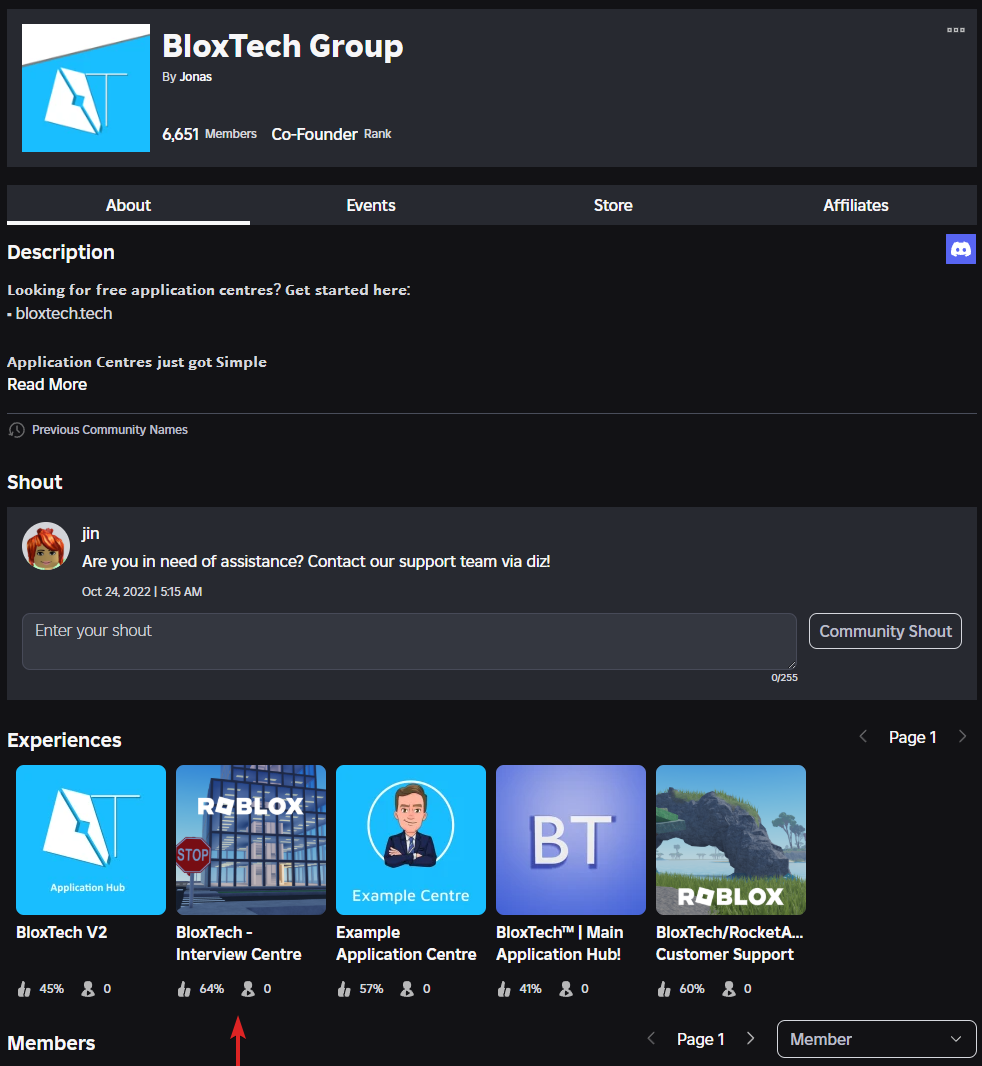 BloxTech Group
By Jonas
6,651 Members Co-Founder Rank
About Events Store Affiliates
Description
Looking for free application centres? Get started here:
▪ bloxtech.tech
Application Centres just got Simple
Read More
Previous Community Names
Shout
jin
Are you in need of assistance? Contact our support team via diz!
Oct 24, 2022 | 5:15 AM
Enter your shout
Community Shout
0/255
Experiences
Page 1
T
Application Hub
ROBLOX
STOP
Example Centre
BT
ROBLOX
BloxTech V2
BloxTech -
Interview Centre
Example
Application Centre
BloxTech™ | Main
Application Hub!
BloxTech/RocketA...
Customer Support
45% 0
64% 0
57% 0
41% 0
60% 0
Members
Page 1
Member